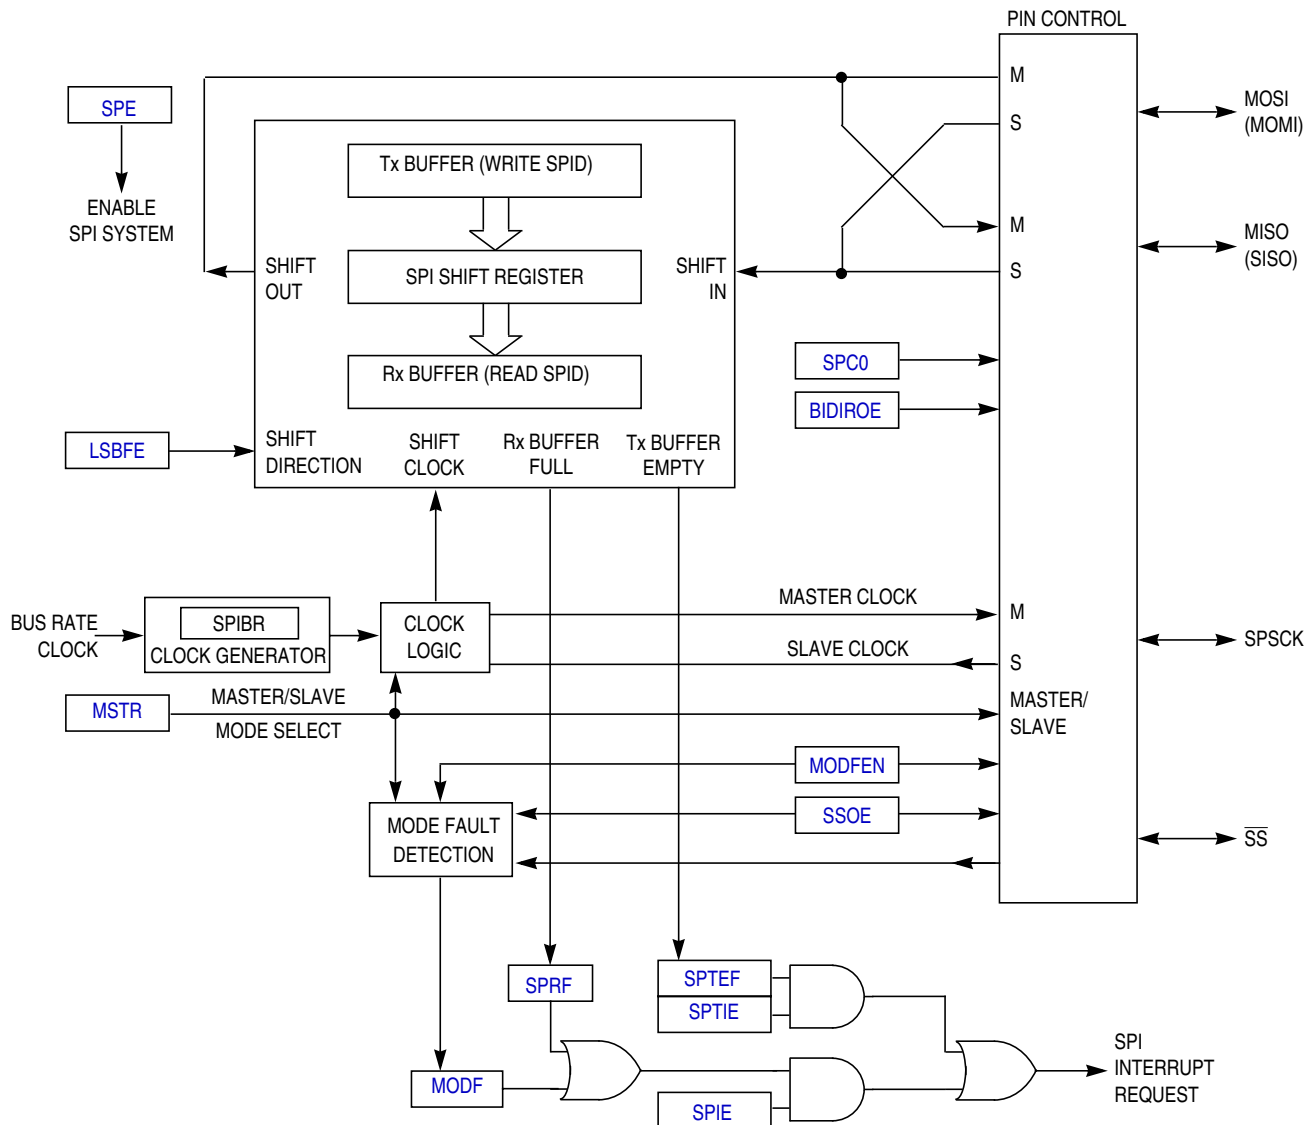 PIN CONTROL
M
SPE
MOSI
(MOMI)
S
Tx BUFFER (WRITE SPID)
ENABLE
SPI SYSTEM
M
MISO
(SISO)
SHIFT
OUT
SPI SHIFT REGISTER
SHIFT
IN
S
SPC0
Rx BUFFER (READ SPID)
BIDIROE
LSBFE
SHIFT
DIRECTION
SHIFT
CLOCK
Rx BUFFER
FULL
Tx BUFFER
EMPTY
MASTER CLOCK
M
BUS RATE
CLOCK
SPIBR
CLOCK GENERATOR
CLOCK
LOGIC
SLAVE CLOCK
S
SPSCK
MSTR
MASTER/SLAVE
MODE SELECT
MASTER/
SLAVE
MODFEN
SSOE
MODE FAULT
DETECTION
SS
SPRF
SPTEF
SPTIE
SPI
INTERRUPT
REQUEST
MODF
SPIE